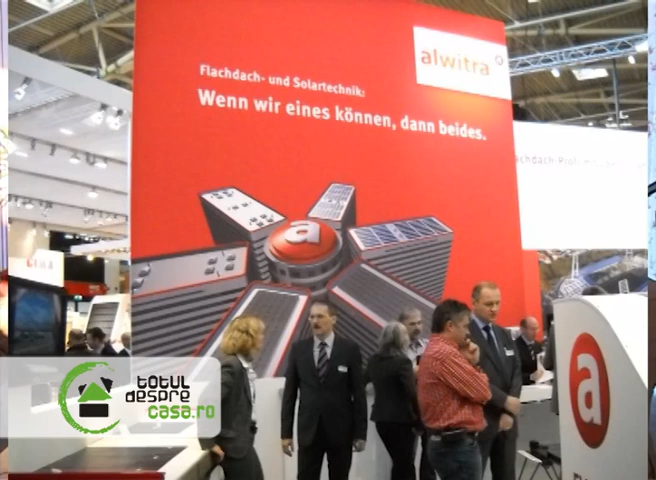 alwitra
Flachdach- und Solartechnik:
Wenn wir eines können, dann beides.
a
a
totul
despre
casa.ro